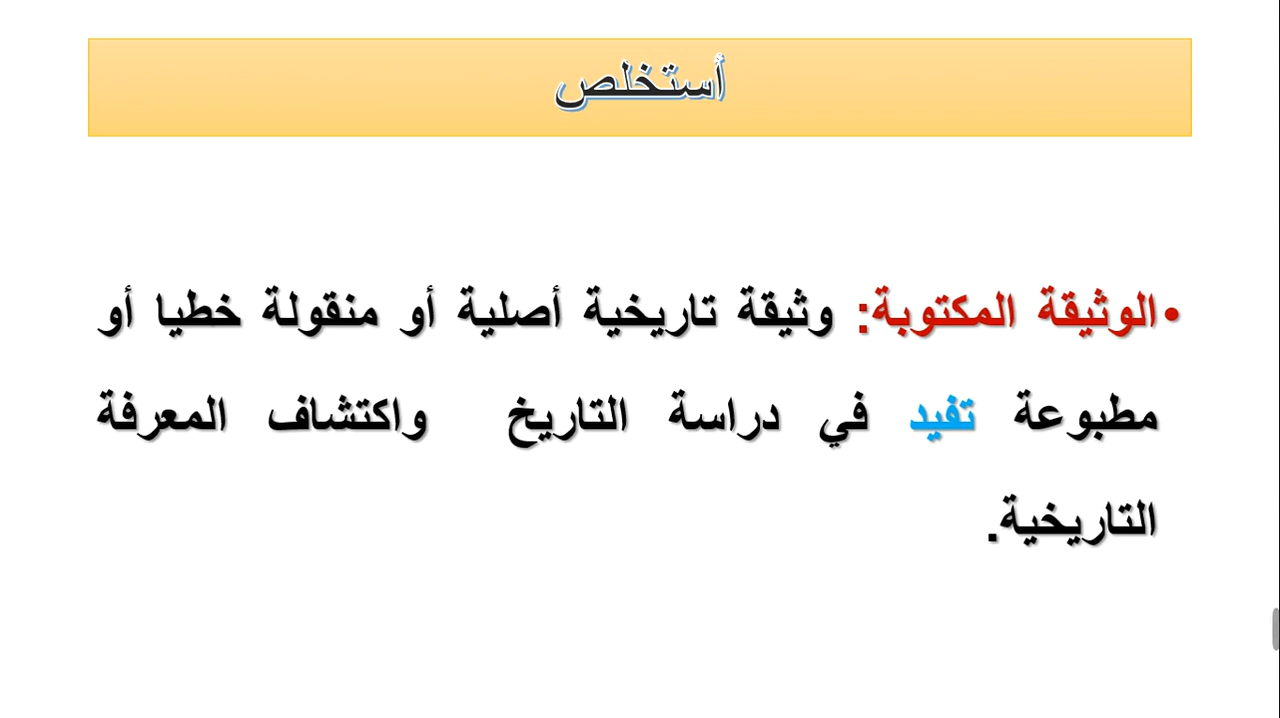 أستخلص
•الوثيقة المكتوبة: وثيقة تاريخية أصلية أو منقولة خطيا أو
مطبوعة تفيد في دراسة التاريخ واكتشاف المعرفة
التاريخية.